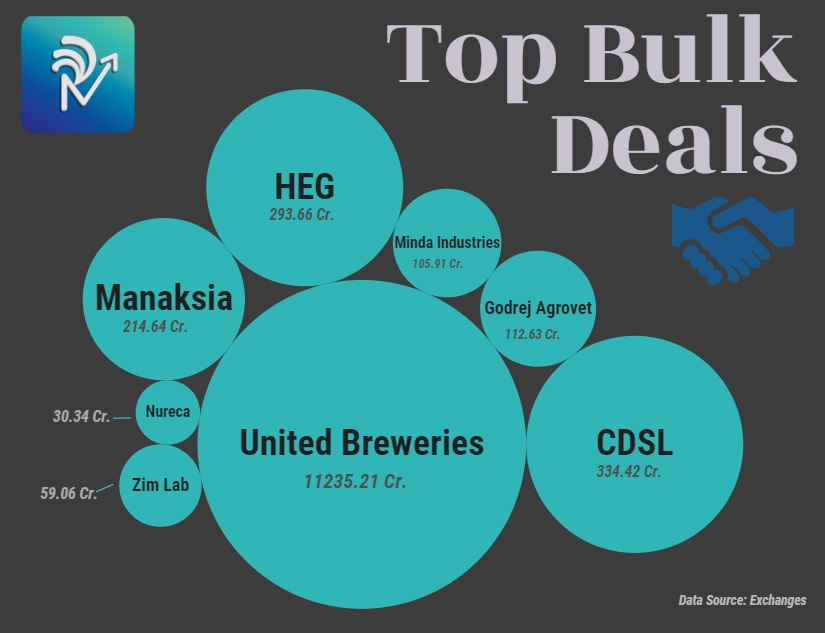 Top Bulk
Deals
HEG
293.66 Cr.
Minda Industries
105.91 Cr.
Godrej Agrovet
112.63 Cr.
Manaksia
214.64 Cr.
30.34 Cr.
Nureca
United Breweries
11235.21 Cr.
CDSL
334.42 Cr.
59.06 Cr.
Zim Lab
Data Source: Exchanges